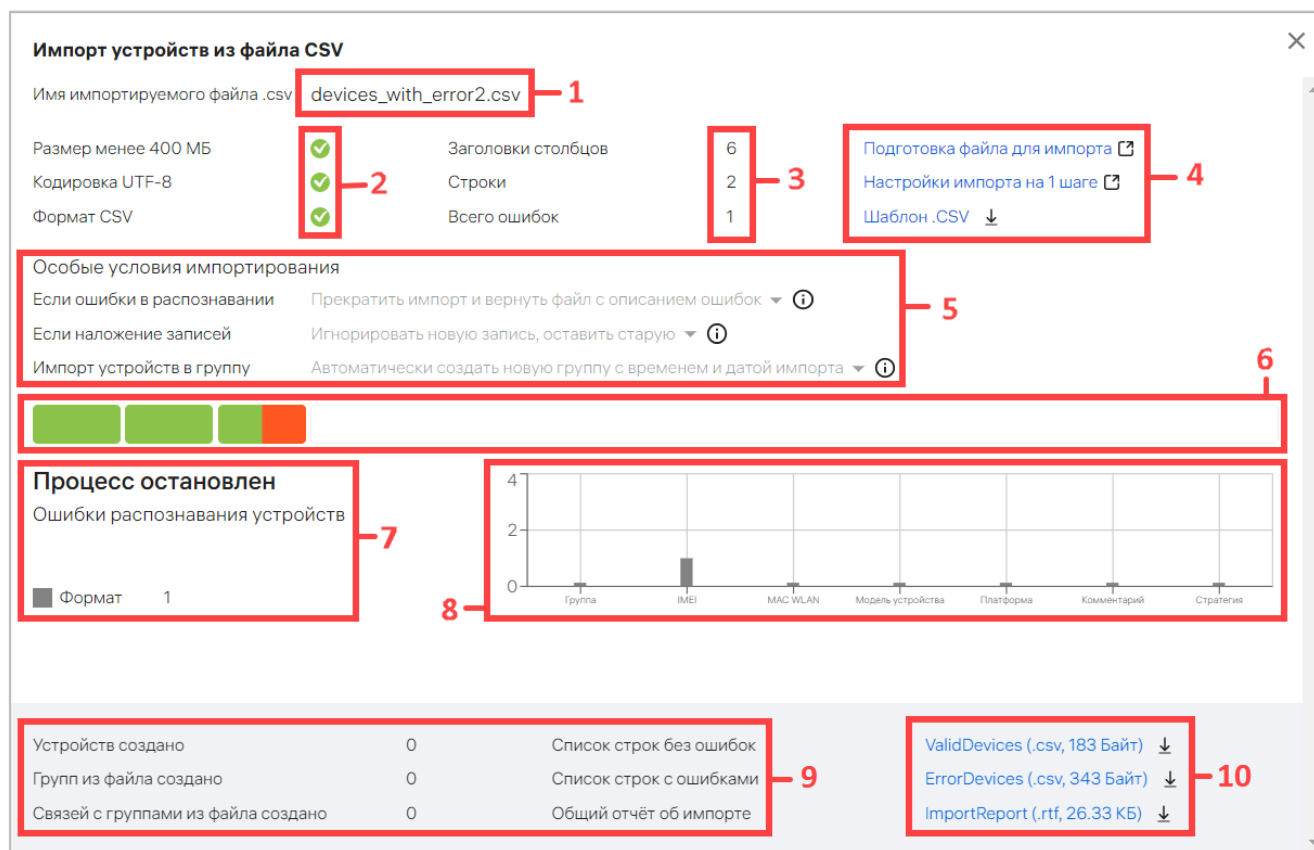 Импорт устройств из файла CSV
Имя импортируемого файла .csv devices_with_error2.csv 1
Размер менее 400 МБ Заголовки столбцов 6 Подготовка файла для импорта
Кодировка UTF-8 2 Строки 2 3 Настройки импорта на 1 шаге 4
Формат CSV Всего ошибок 1 Шаблон .CSV
Особые условия импортирования
Если ошибки в распознавании Прекратить импорт и вернуть файл с описанием ошибок 5
Если наложение записей Игнорировать новую запись, оставить старую
Импорт устройств в группу Автоматически создать новую группу с временем и датой импорта
6
Процесс остановлен
Ошибки распознавания устройств
7
Формат 1
4
2
0
8
Группа IMEI MAC WLAN Модель устройства Платформа Комментарий Стратегия
Устройств создано 0 Список строк без ошибок ValidDevices (.csv, 183 Байт)
Групп из файла создано 0 Список строк с ошибками 9 ErrorDevices (.csv, 343 Байт) 10
Связей с группами из файла создано 0 Общий отчёт об импорте ImportReport (.rtf, 26.33 КБ)